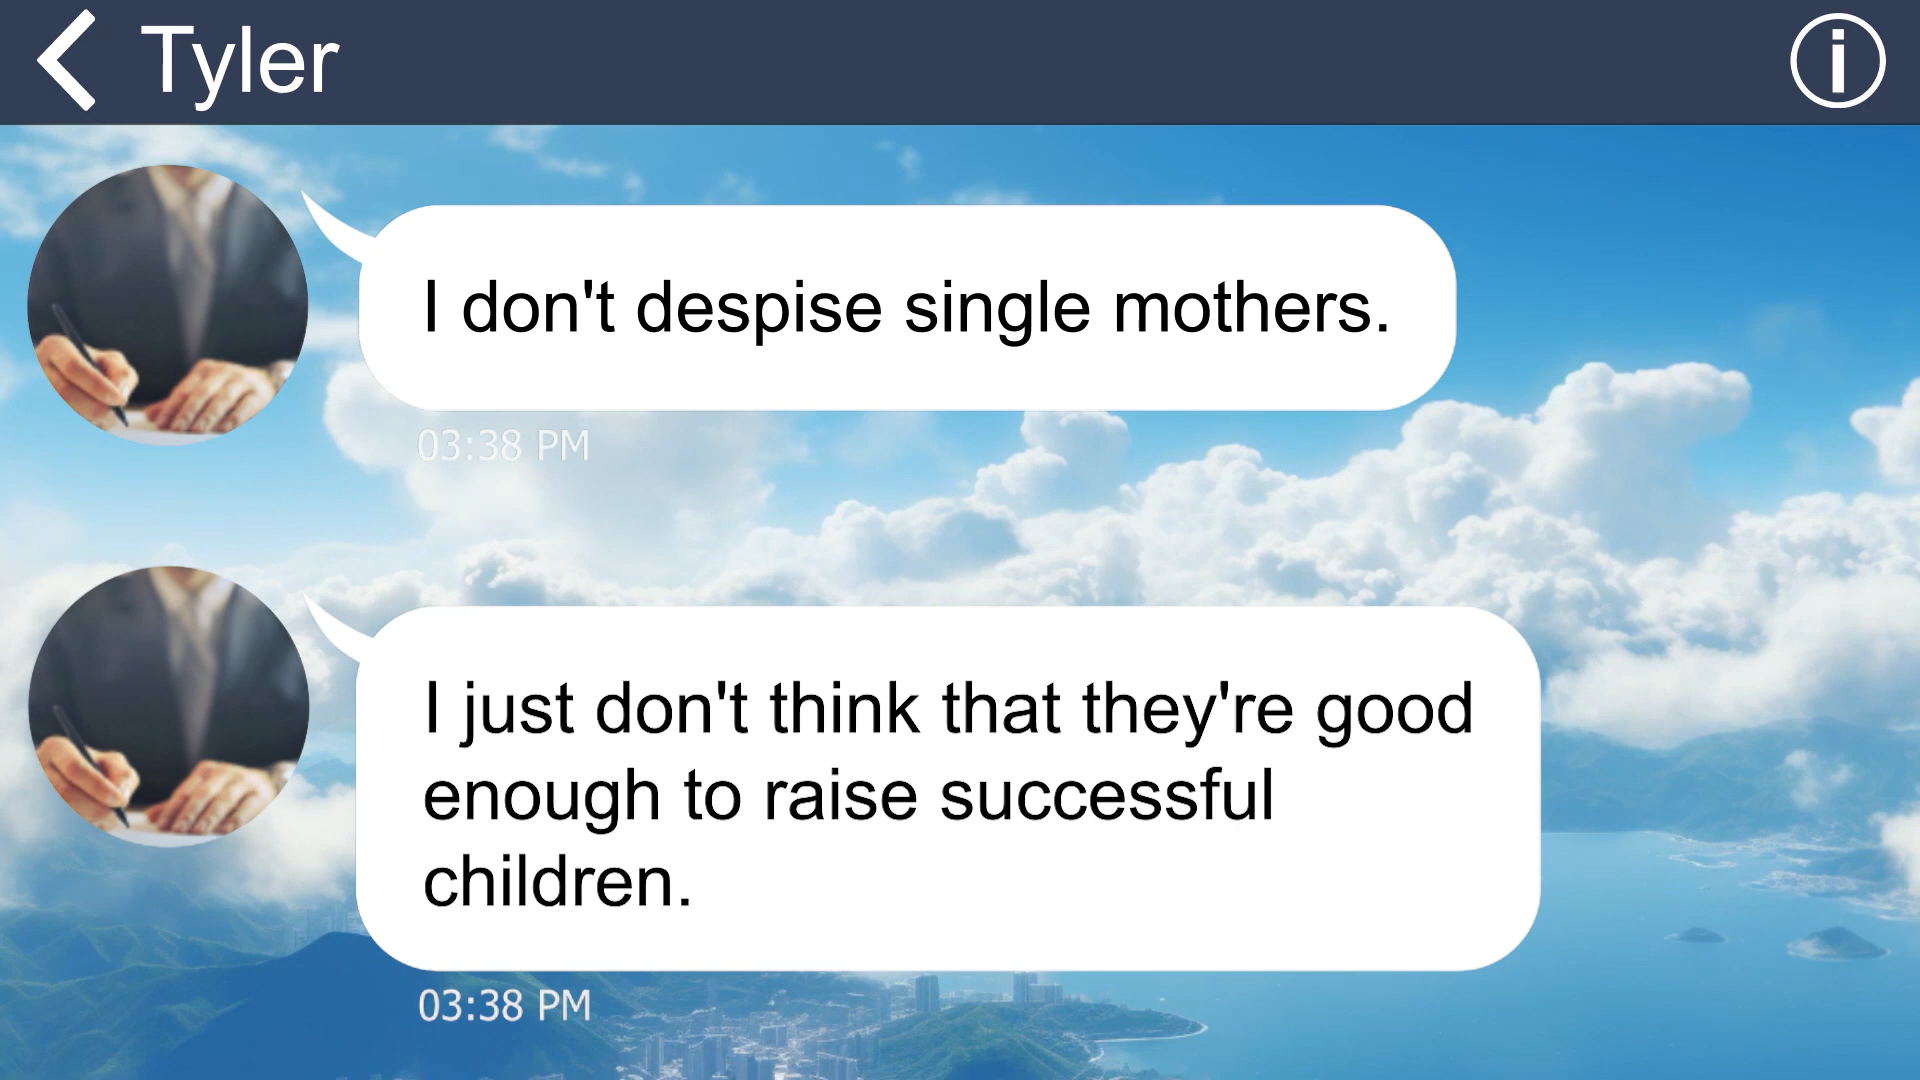 Tyler
i
I don't despise single mothers.
03:38 PM
I just don't think that they're good
enough to raise successful
children.
03:38 PM